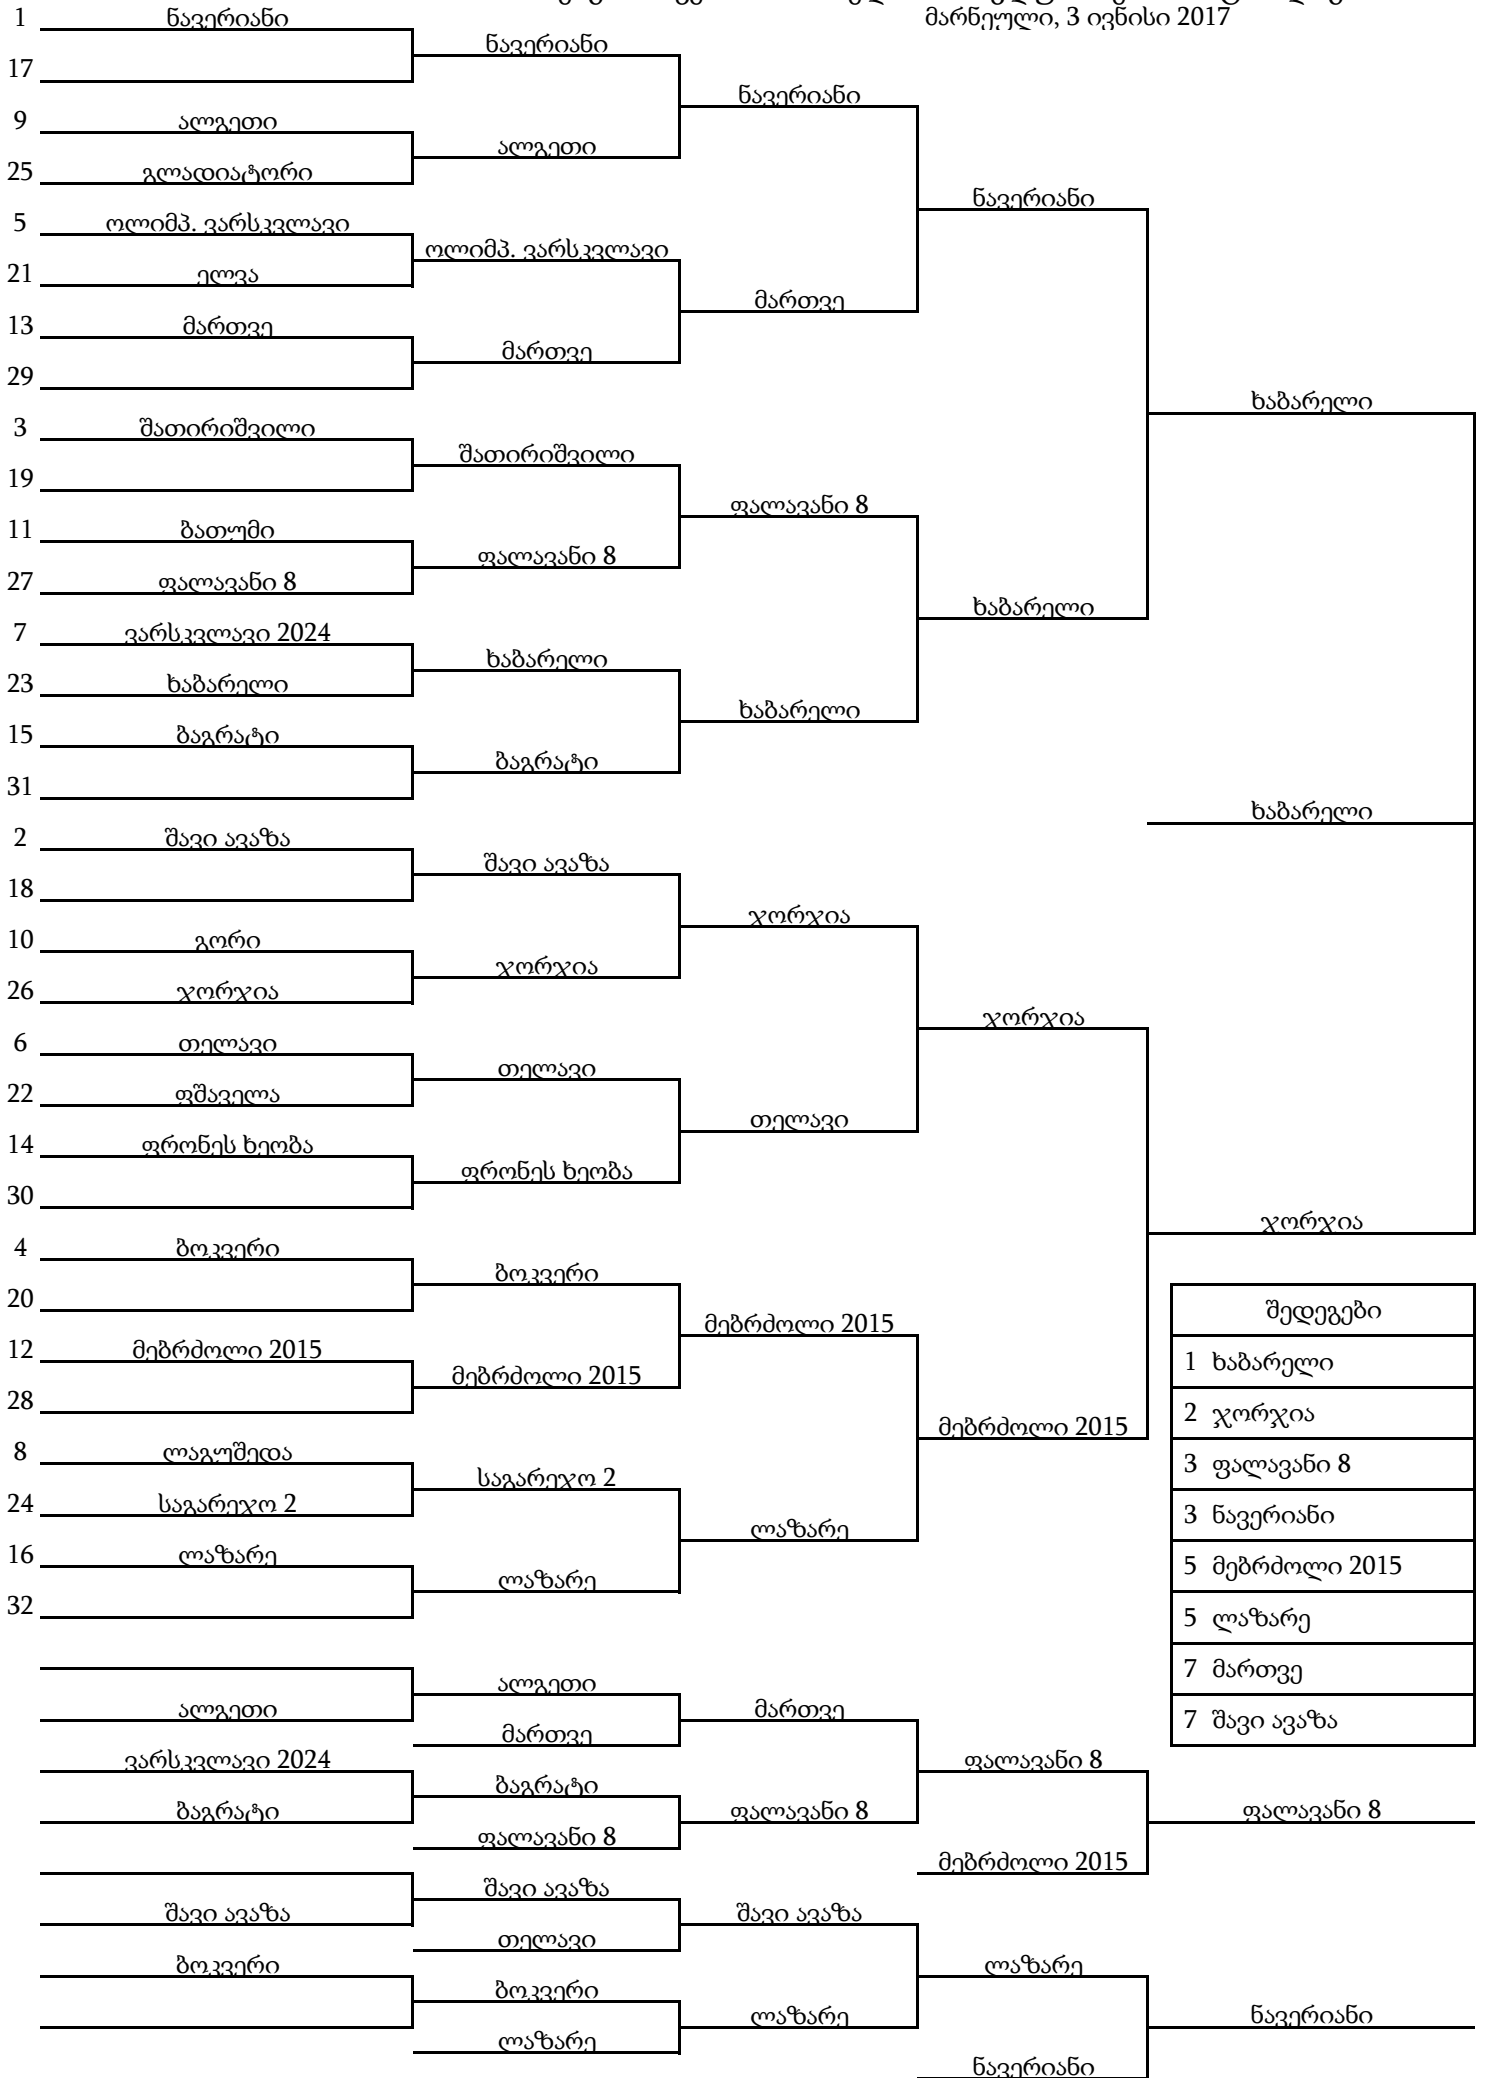 მარნეული, 3 ივნისი 2017
1 ნავერიანი
ნავერიანი
17
ნავერიანი
9 ალგეთი
ალგეთი
25 გლადიატორი
ნავერიანი
5 ოლიმპ. ვარსკვლავი
ოლიმპ. ვარსკვლავი
21 ელვა
მართვე
13 მართვე
მართვე
29
ხაბარელი
3 შათირიშვილი
შათირიშვილი
19
ფალავანი 8
11 ბათუმი
ფალავანი 8
27 ფალავანი 8
ხაბარელი
7 ვარსკვლავი 2024
ხაბარელი
23 ხაბარელი
ხაბარელი
15 ბაგრატი
ბაგრატი
31
ხაბარელი
2 შავი ავაზა
შავი ავაზა
18
ჯორჯია
10 გორი
ჯორჯია
26 ჯორჯია
ჯორჯია
6 თელავი
თელავი
22 ფშაველა
თელავი
14 ფრონეს ხეობა
ფრონეს ხეობა
30
ჯორჯია
4 ბოკვერი
ბოკვერი
20
მებრძოლი 2015
12 მებრძოლი 2015
მებრძოლი 2015
28
მებრძოლი 2015
8 ლაგუშედა
საგარეჯო 2
24 საგარეჯო 2
ლაზარე
16 ლაზარე
ლაზარე
32
შედეგები
1 ხაბარელი
2 ჯორჯია
3 ფალავანი 8
3 ნავერიანი
5 მებრძოლი 2015
5 ლაზარე
7 მართვე
7 შავი ავაზა
ალგეთი
ალგეთი
მართვე
მართვე
ვარსკვლავი 2024
ფალავანი 8
ბაგრატი
ბაგრატი
ფალავანი 8
ფალავანი 8
ფალავანი 8
მებრძოლი 2015
შავი ავაზა
შავი ავაზა
შავი ავაზა
თელავი
ბოკვერი
ლაზარე
ბოკვერი
ლაზარე
ნავერიანი
ლაზარე
ნავერიანი